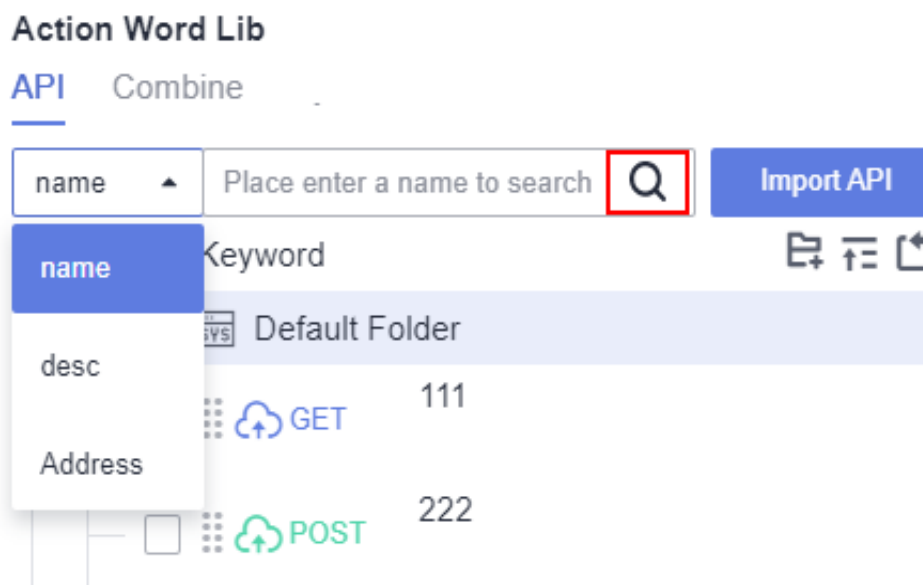 Action Word Lib
API Combine
name Place enter a name to search Import API
name Keyword
SYS Default Folder
desc
GET 111
Address
POST 222